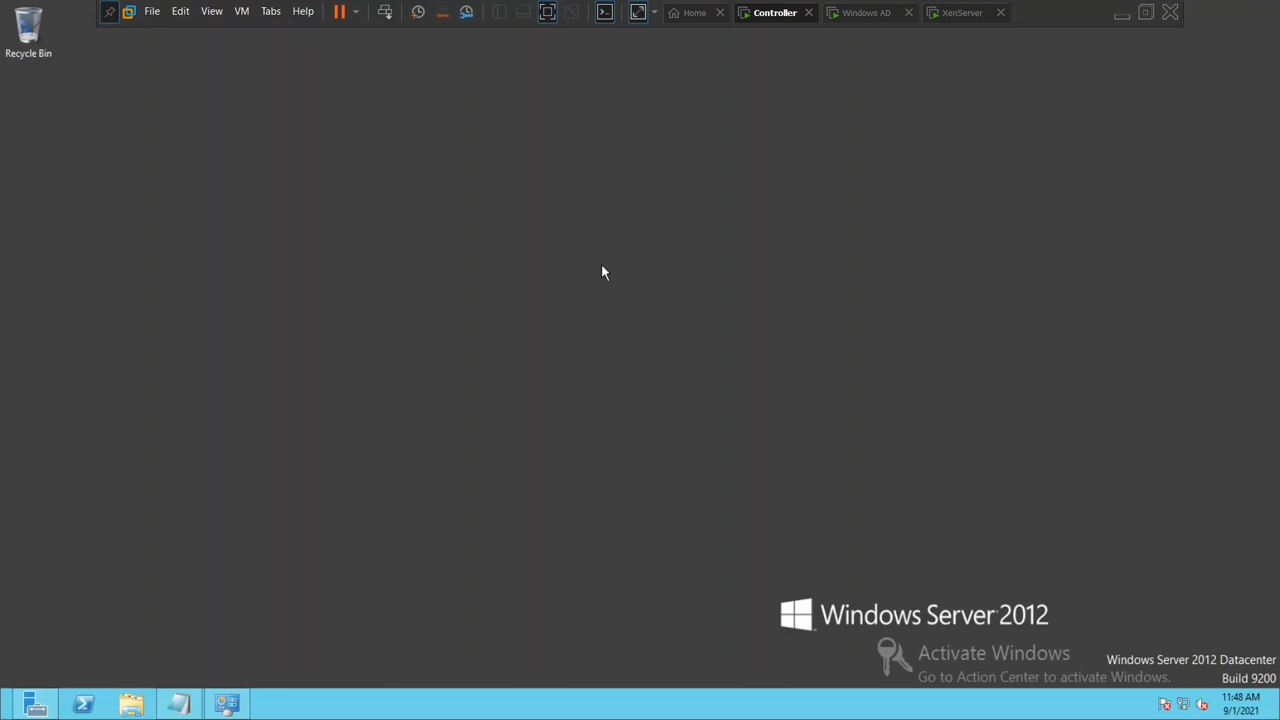 File Edit View VM Tabs Help
Home Controller Windows AD XenServer
Recycle Bin
Windows Server 2012
Activate Windows
Go to Action Center to activate Windows.
Windows Server 2012 Datacenter
Build 9200
11:48 AM
9/1/2021